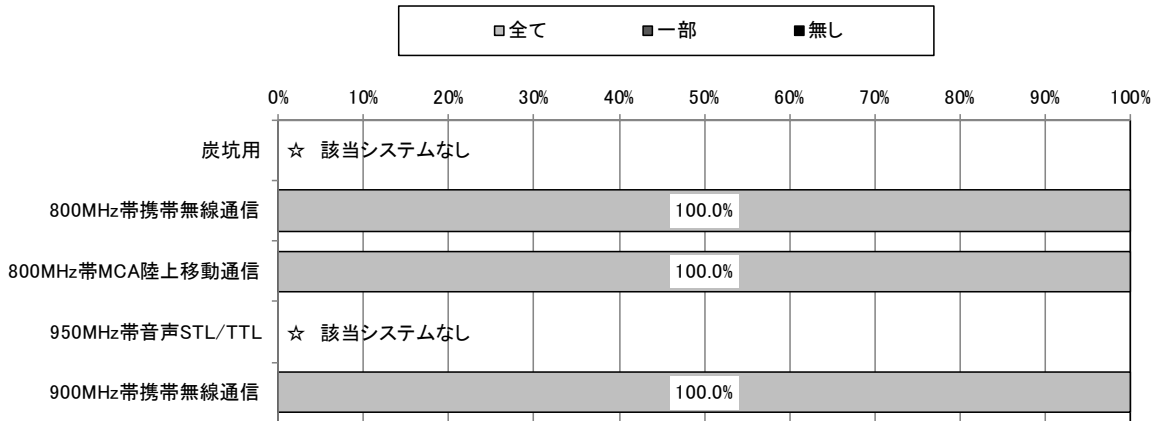 全て 一部 無し
0% 10% 20% 30% 40% 50% 60% 70% 80% 90% 100%
炭坑用 ☆ 該当システムなし
800MHz帯携帯無線通信 100.0%
800MHz帯MCA陸上移動通信 100.0%
950MHz帯音声STL/TTL ☆ 該当システムなし
900MHz帯携帯無線通信 100.0%